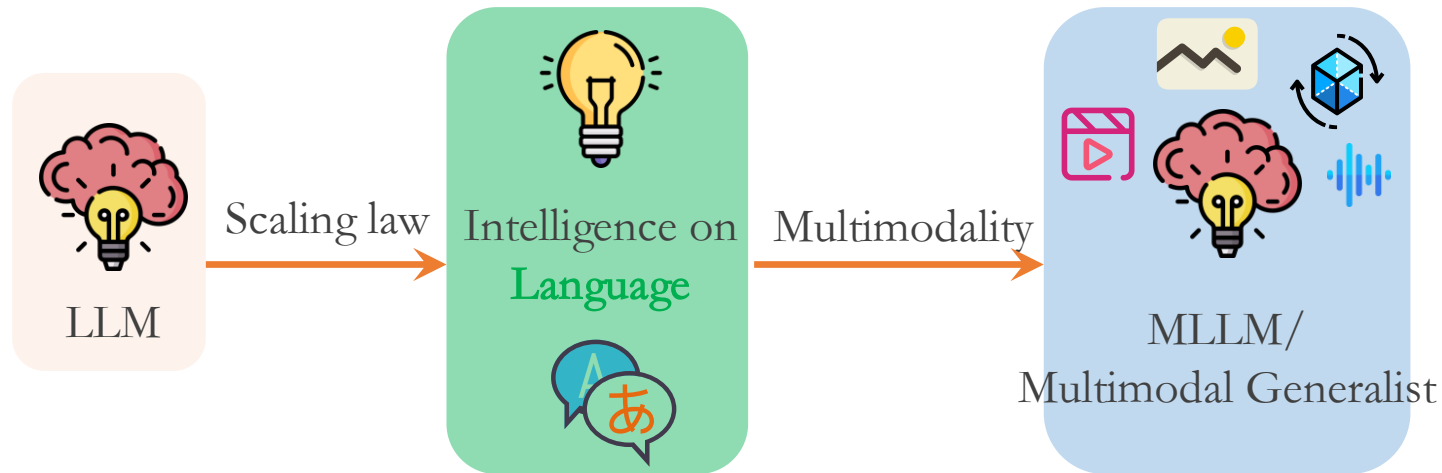 LLM
Scaling law
Intelligence on
Language
A
あ
Multimodality
MLLM/
Multimodal Generalist